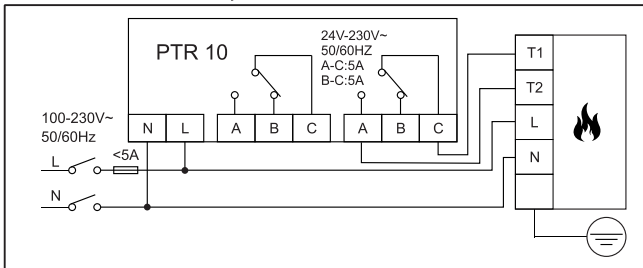 PTR 10
24V-230V~
50/60HZ
A-C:5A
B-C:5A
T1
T2
L
N
100-230V~
50/60Hz
N L A B C A B C
L <5A
N